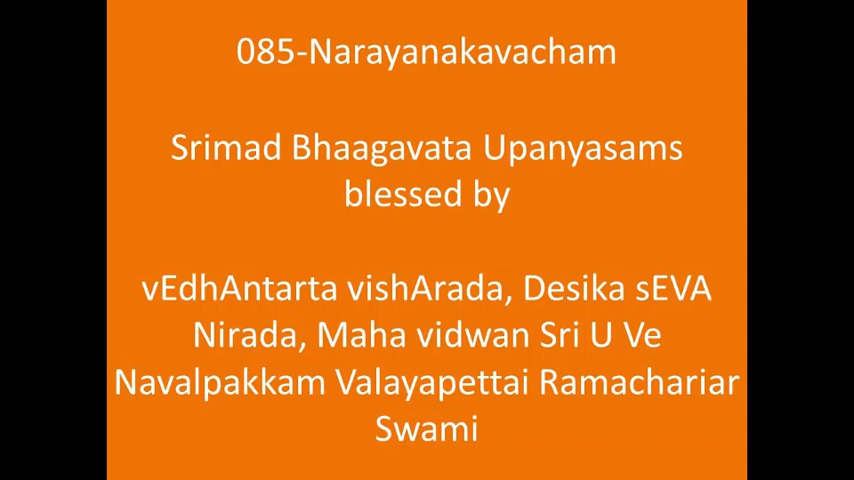 085-Narayanakavacham
Srimad Bhaagavata Upanyasams
blessed by
vEdhAntarta vishArada, Desika sEVA
Nirada, Maha vidwan Sri U Ve
Navalpakkam Valayapettai Ramachariar
Swami